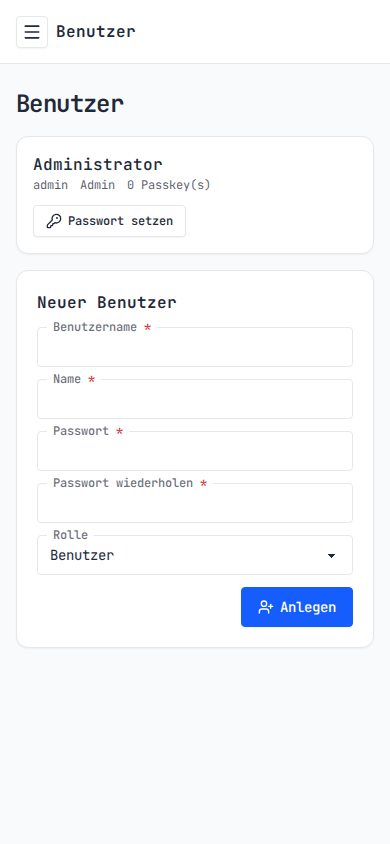 Benutzer
Benutzer
Administrator
admin Admin 0 Passkey(s)
Passwort setzen
Neuer Benutzer
Benutzername *
Name *
Passwort *
Passwort wiederholen *
Rolle
Benutzer
Anlegen